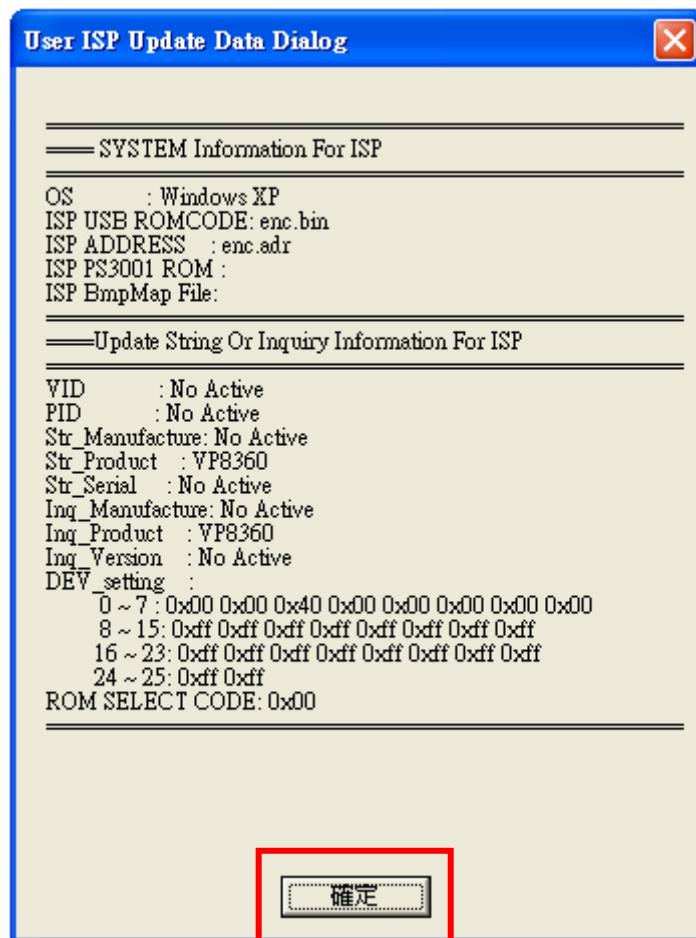 User ISP Update Data Dialog
=== SYSTEM Information For ISP
OS : Windows XP
ISP USB ROMCODE: enc.bin
ISP ADDRESS : enc.adr
ISP PS3001 ROM :
ISP BmpMap File:
===Update String Or Inquiry Information For ISP
VID : No Active
PID : No Active
Str_Manufacture: No Active
Str_Product : VP8360
Str_Serial : No Active
Inq_Manufacture: No Active
Inq_Product : VP8360
Inq_Version : No Active
DEV_setting :
0 ~ 7 : 0x00 0x00 0x40 0x00 0x00 0x00 0x00 0x00
8 ~ 15: 0xff 0xff 0xff 0xff 0xff 0xff 0xff 0xff
16 ~ 23: 0xff 0xff 0xff 0xff 0xff 0xff 0xff 0xff
24 ~ 25: 0xff 0xff
ROM SELECT CODE: 0x00
確定